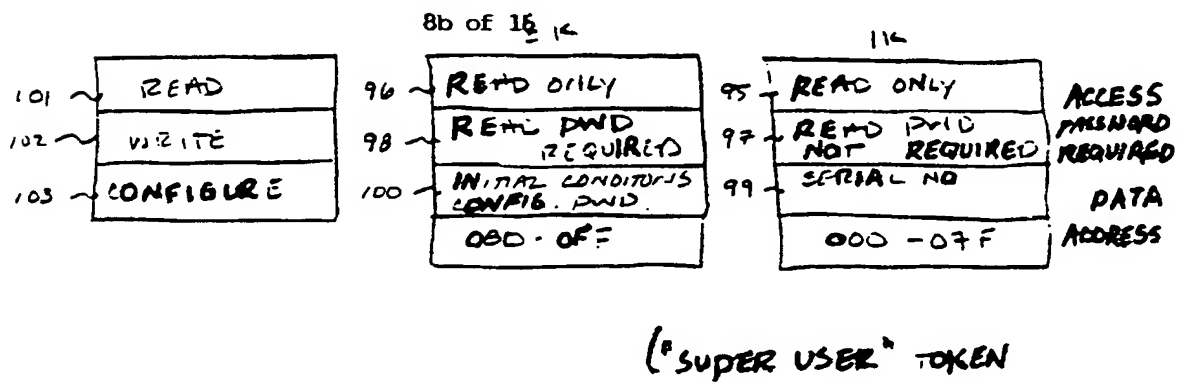 8b of 16
1K
1K
101 READ
102 WRITE
103 CONFIGURE
96 READ ONLY
98 READ PWD
REQUIRED
100 INITIAL CONDITIONS
CONFIG. PWD.
080-0FF
95 READ ONLY
97 READ PWD
NOT REQUIRED
99 SERIAL NO
000-07F
ACCESS
PASSWORD
REQUIRED
DATA
ADDRESS
("SUPER USER" TOKEN